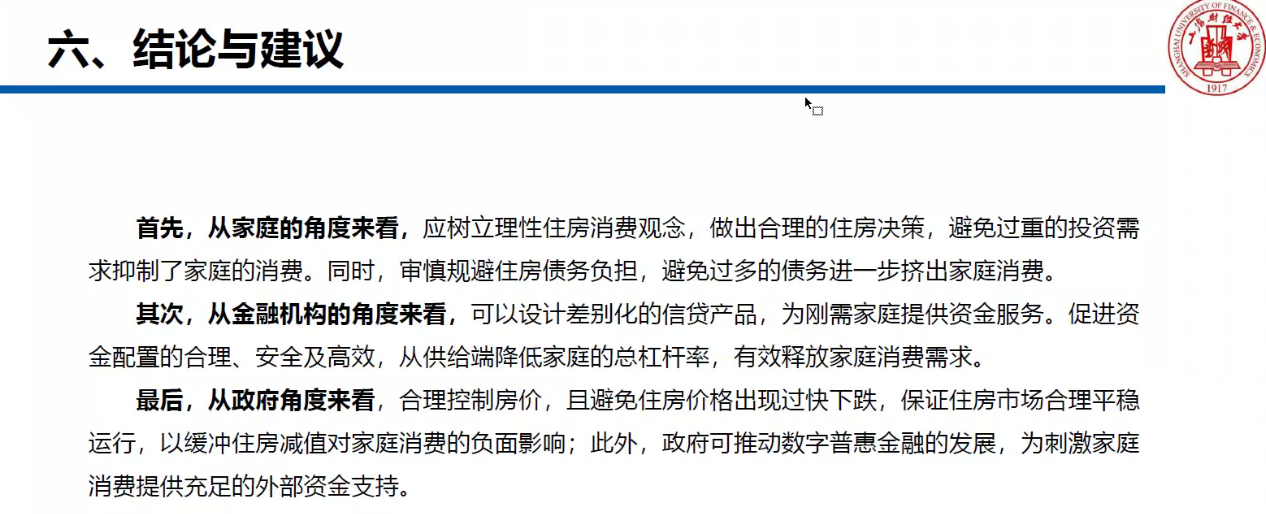 六、结论与建议
SHANGHAI UNIVERSITY OF FINANCE & ECONOMICS
上海财经大学
1917
首先，从家庭的角度来看，应树立理性住房消费观念，做出合理的住房决策，避免过重的投资需
求抑制了家庭的消费。同时，审慎规避住房债务负担，避免过多的债务进一步挤出家庭消费。
其次，从金融机构的角度来看，可以设计差别化的信贷产品，为刚需家庭提供资金服务。促进资
金配置的合理、安全及高效，从供给端降低家庭的总杠杆率，有效释放家庭消费需求。
最后，从政府角度来看，合理控制房价，且避免住房价格出现过快下跌，保证住房市场合理平稳
运行，以缓冲住房减值对家庭消费的负面影响；此外，政府可推动数字普惠金融的发展，为刺激家庭
消费提供充足的外部资金支持。